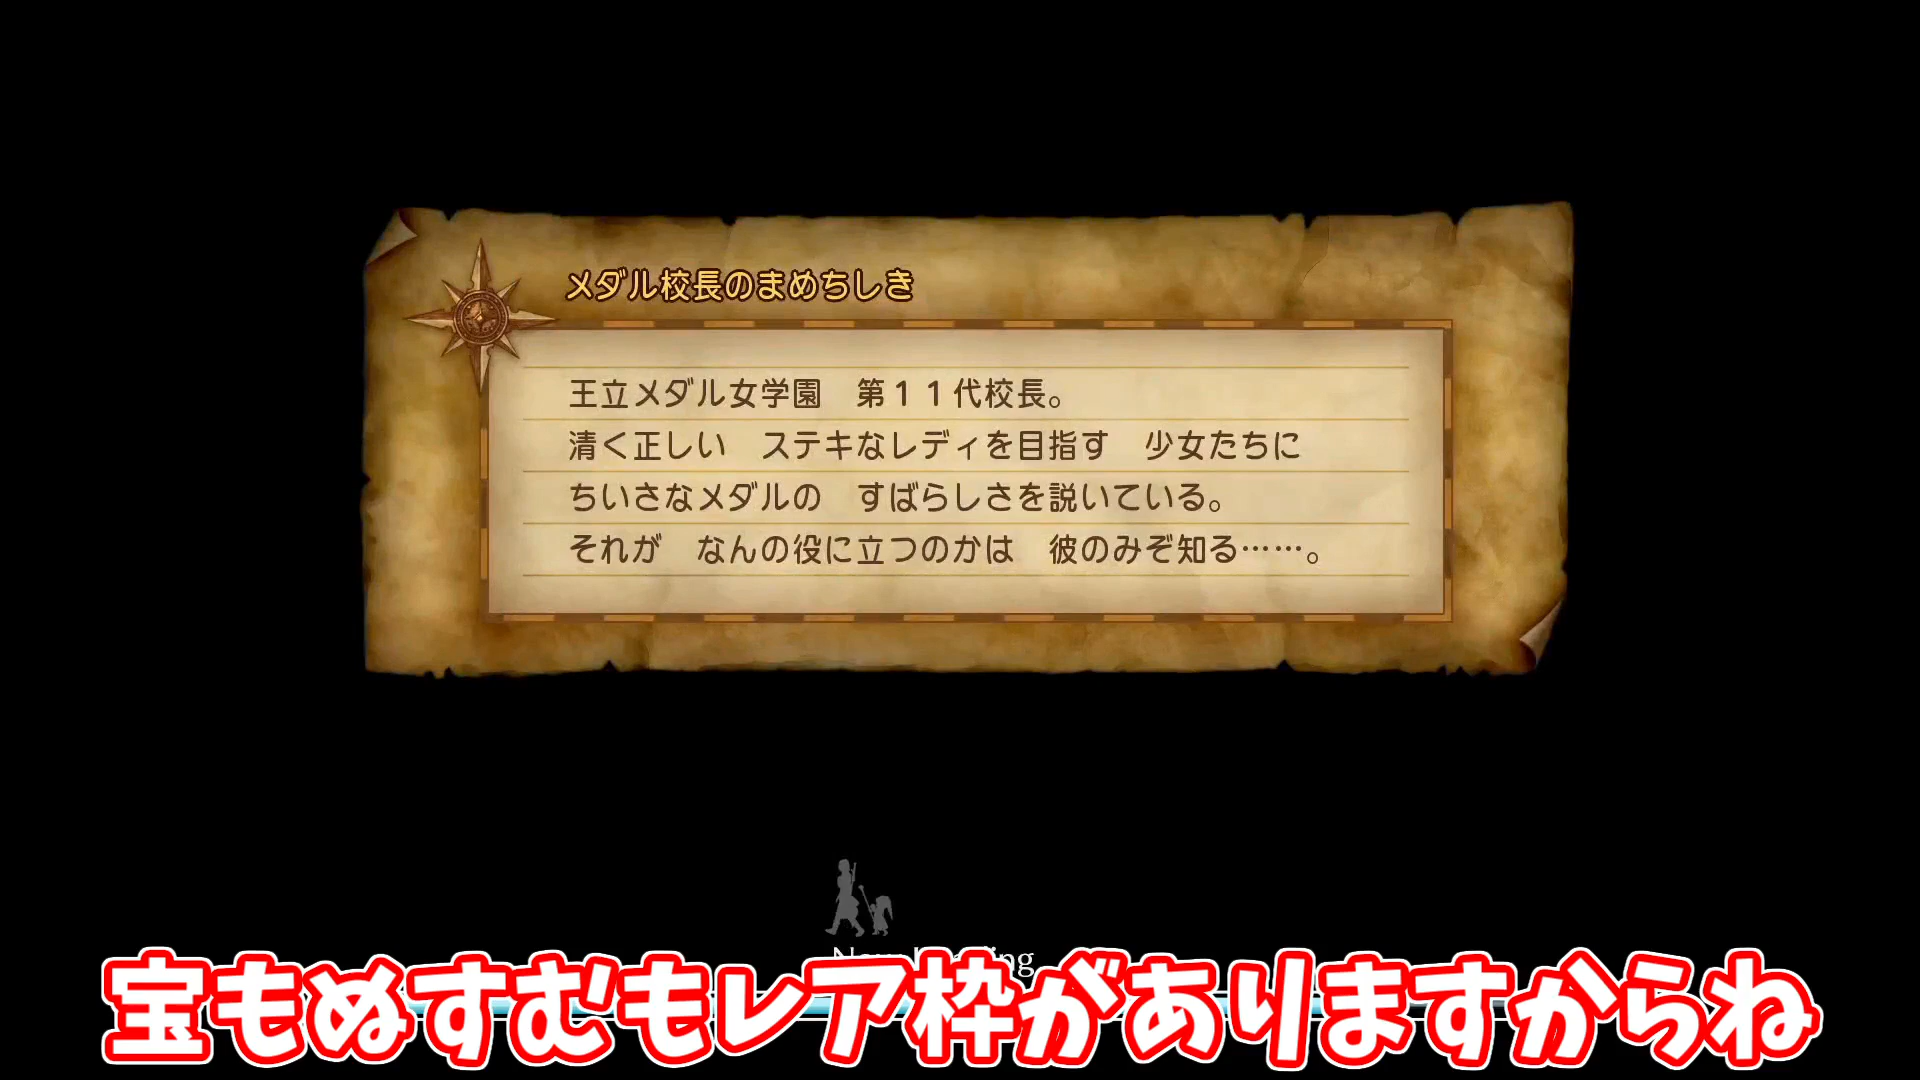 メダル校長のまめちしき
王立メダル女学園　第１１代校長。
清く正しい　ステキなレディを目指す　少女たちに
ちいさなメダルの　すばらしさを説いている。
それが　なんの役に立つのかは　彼のみぞ知る……。
宝もぬすむもレア枠がありますからね